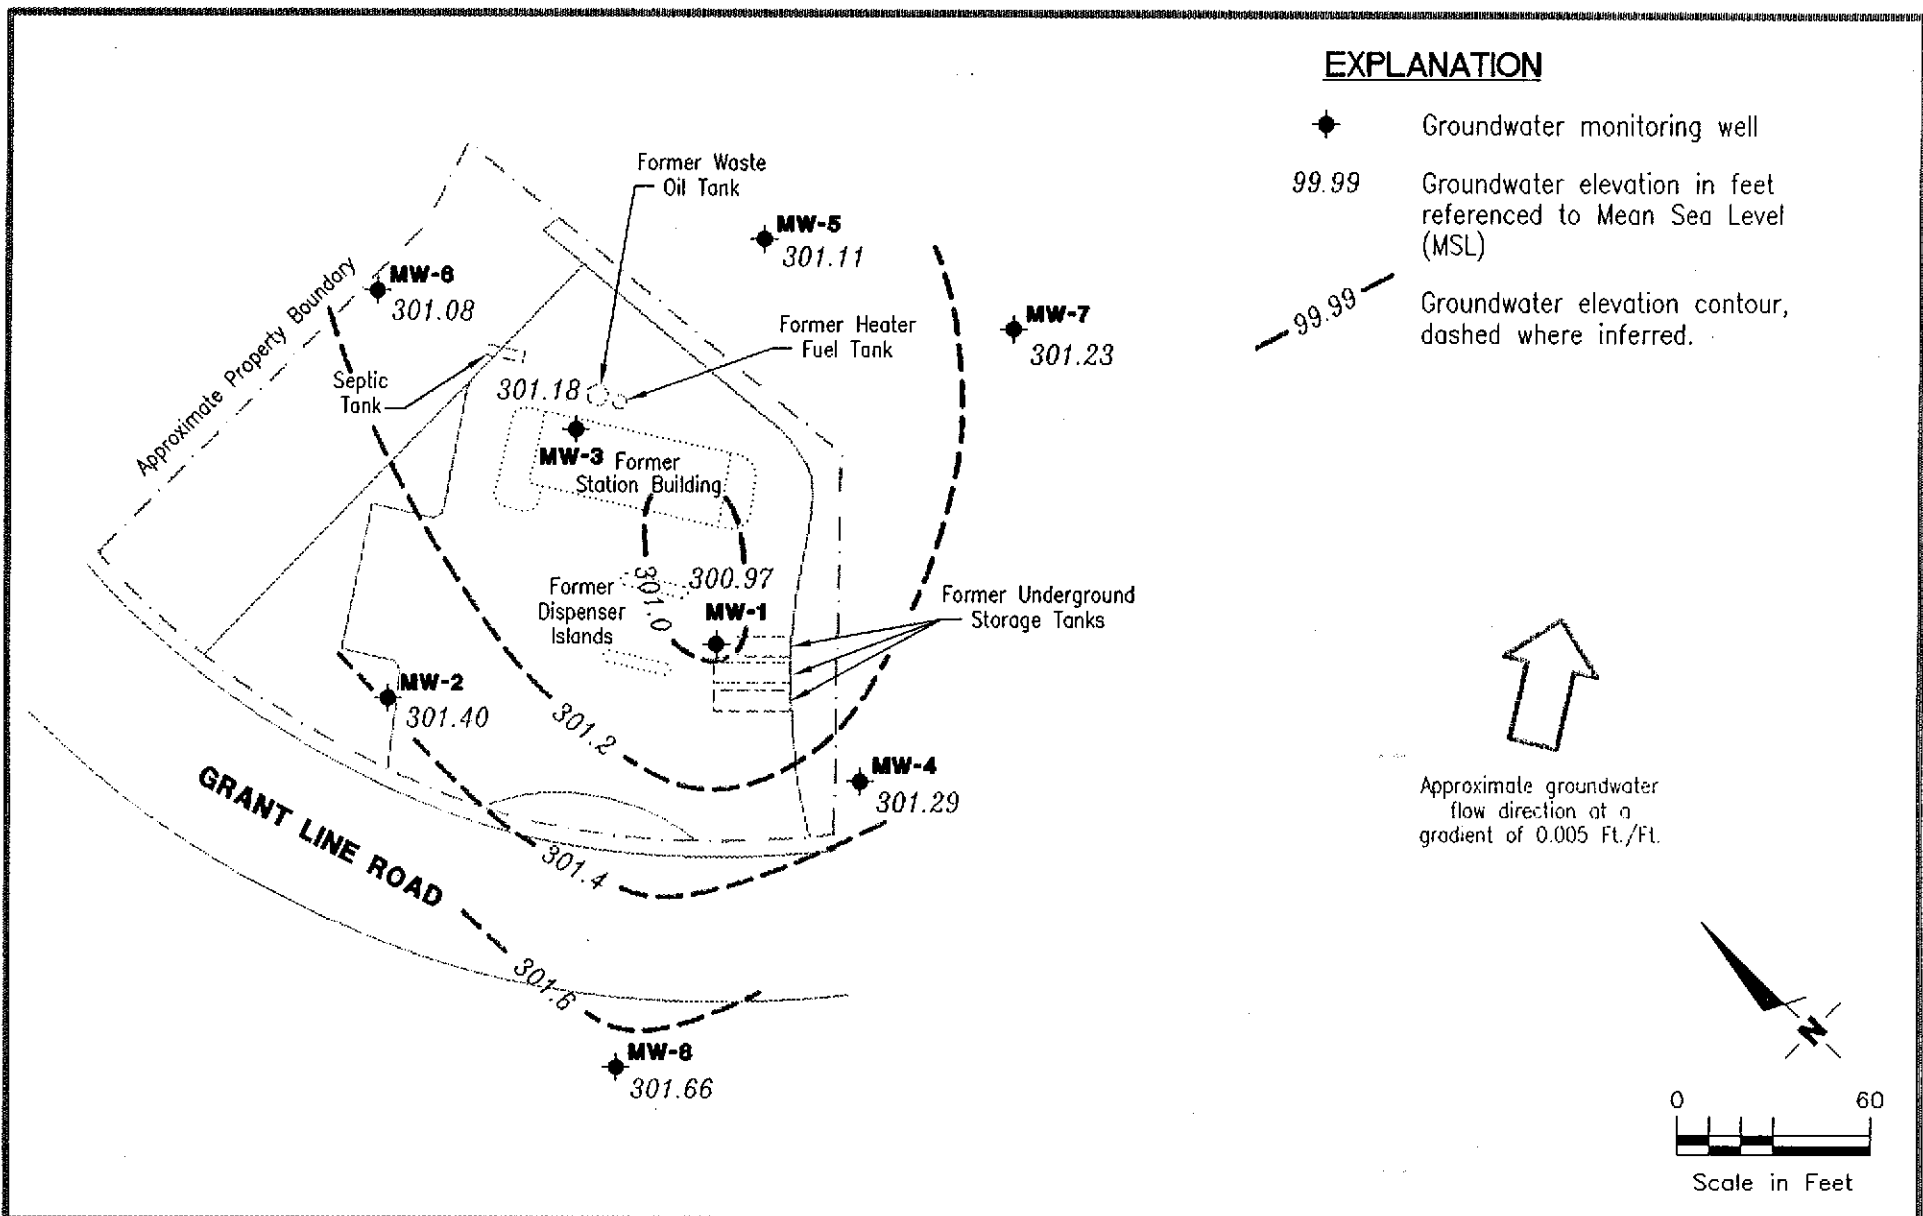 EXPLANATION
Groundwater monitoring well
99.99
Groundwater elevation in feet
referenced to Mean Sea Level
(MSL)
99.99
Groundwater elevation contour,
dashed where inferred.
Former Waste
Oil Tank
MW-5
301.11
MW-6
301.08
Approximate Property Boundary
MW-7
301.23
Former Heater
Fuel Tank
Septic
Tank
301.18
MW-3
Former
Station Building
301.0
300.97
MW-1
Former
Dispenser
Islands
Former Underground
Storage Tanks
MW-2
301.40
301.2
MW-4
301.29
GRANT LINE ROAD
301.4
301.6
MW-8
301.66
Approximate groundwater
flow direction at a
gradient of 0.005 Ft./Ft.
N
0
60
Scale in Feet